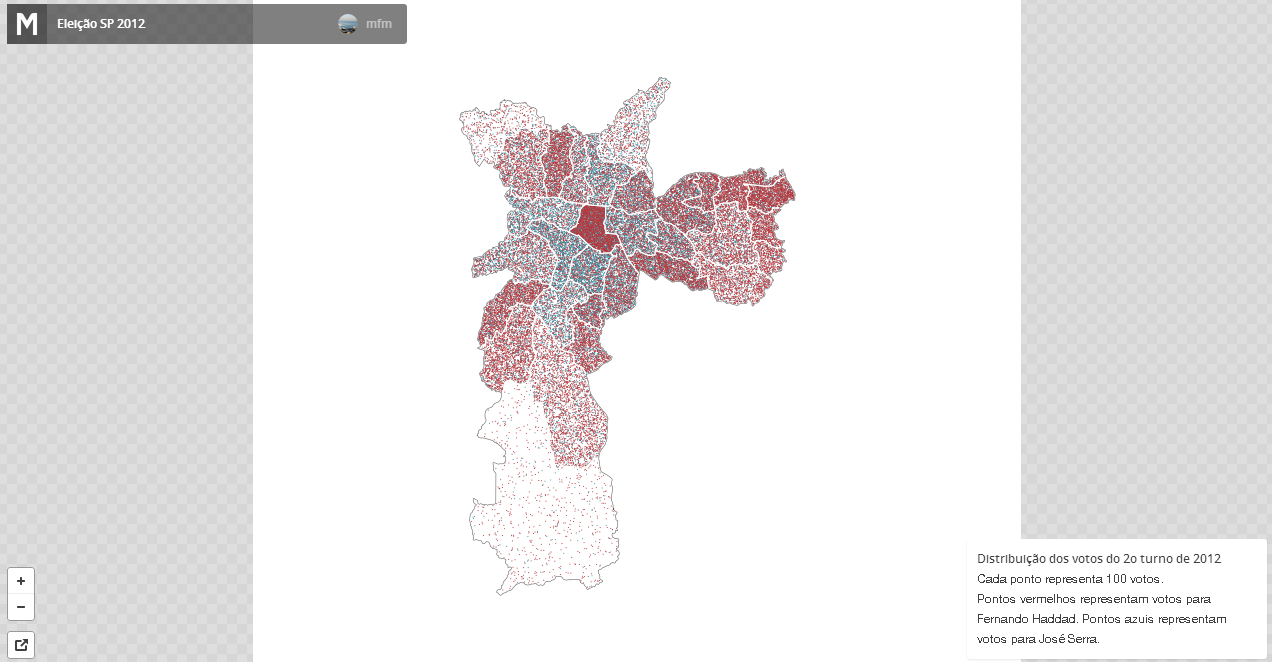 M Eleição SP 2012 mfm
+
−
Distribuição dos votos do 2o turno de 2012
Cada ponto representa 100 votos.
Pontos vermelhos representam votos para
Fernando Haddad. Pontos azuis representam
votos para José Serra.